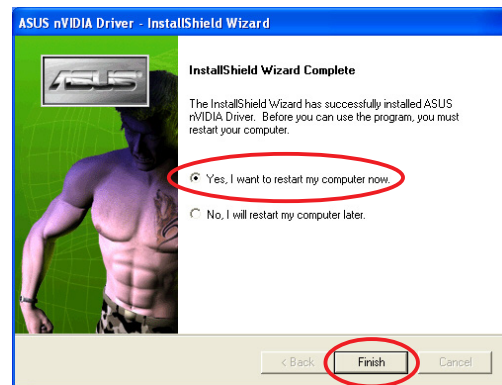 ASUS nVIDIA Driver - InstallShield Wizard
ASUS
InstallShield Wizard Complete
The InstallShield Wizard has successfully installed ASUS
nVIDIA Driver. Before you can use the program, you must
restart your computer.
Yes, I want to restart my computer now.
No, I will restart my computer later.
< Back Finish Cancel